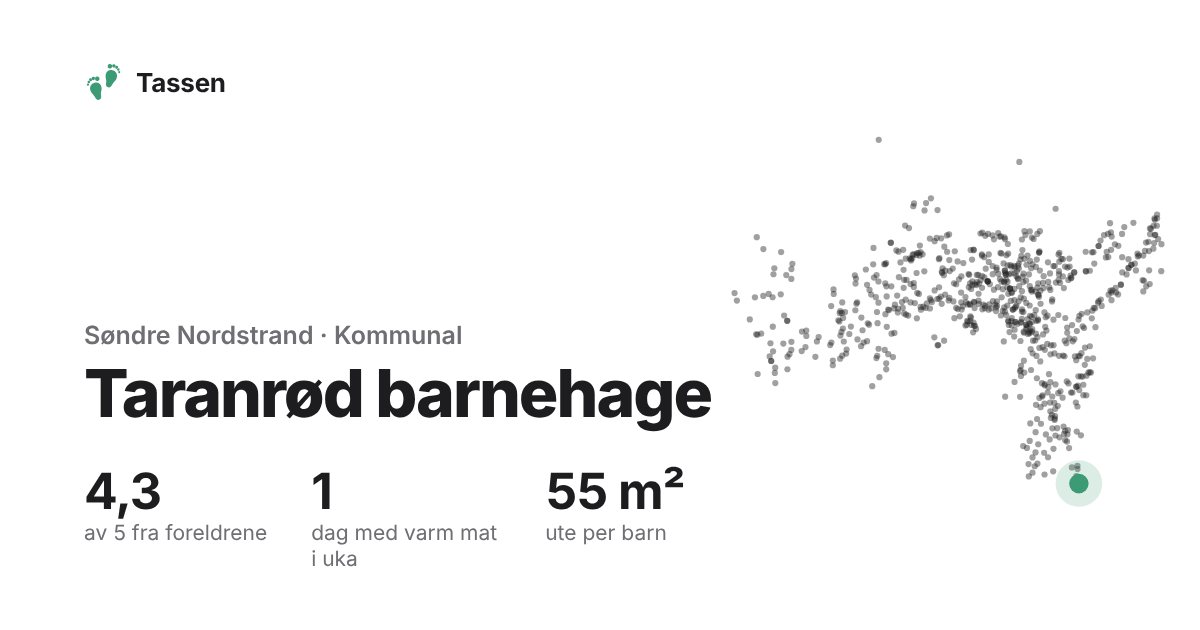 Tassen
Søndre Nordstrand · Kommunal
Taranrød barnehage
4,3
av 5 fra foreldrene
1
dag med varm mat
i uka
55 m²
ute per barn